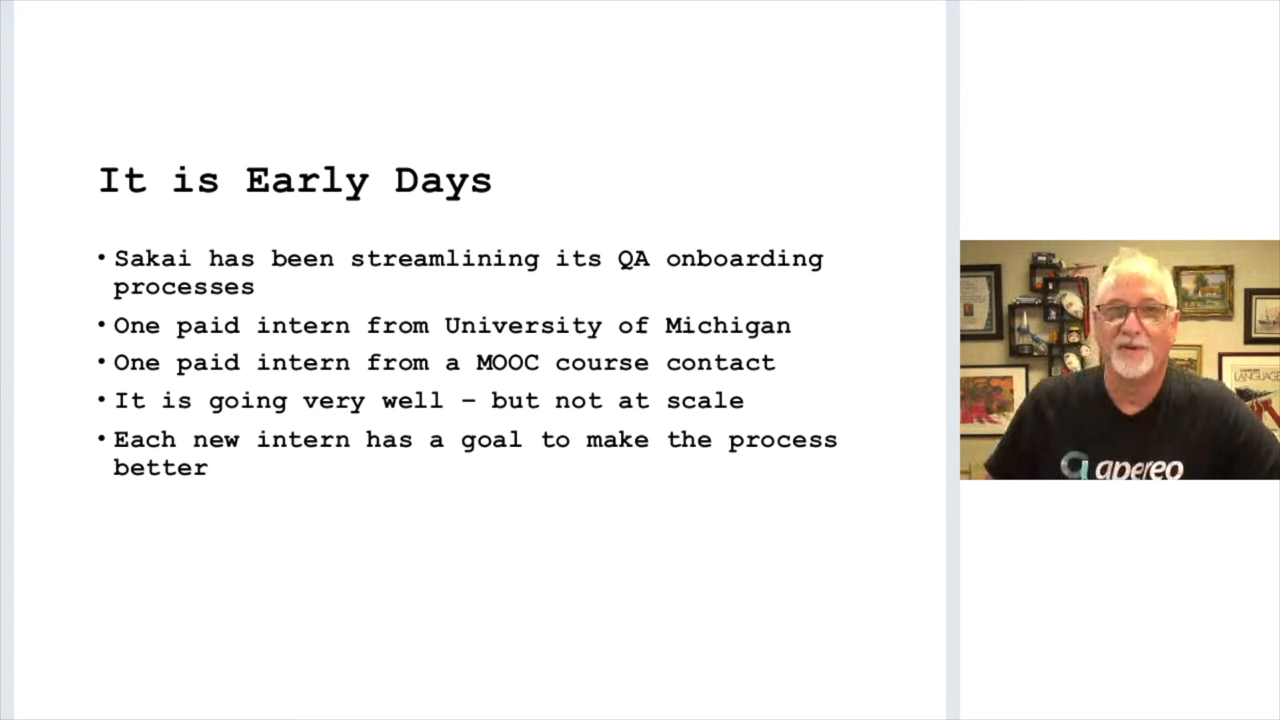 It is Early Days
• Sakai has been streamlining its QA onboarding
processes
• One paid intern from University of Michigan
• One paid intern from a MOOC course contact
• It is going very well – but not at scale
• Each new intern has a goal to make the process
better
LANGUAGE
apereo